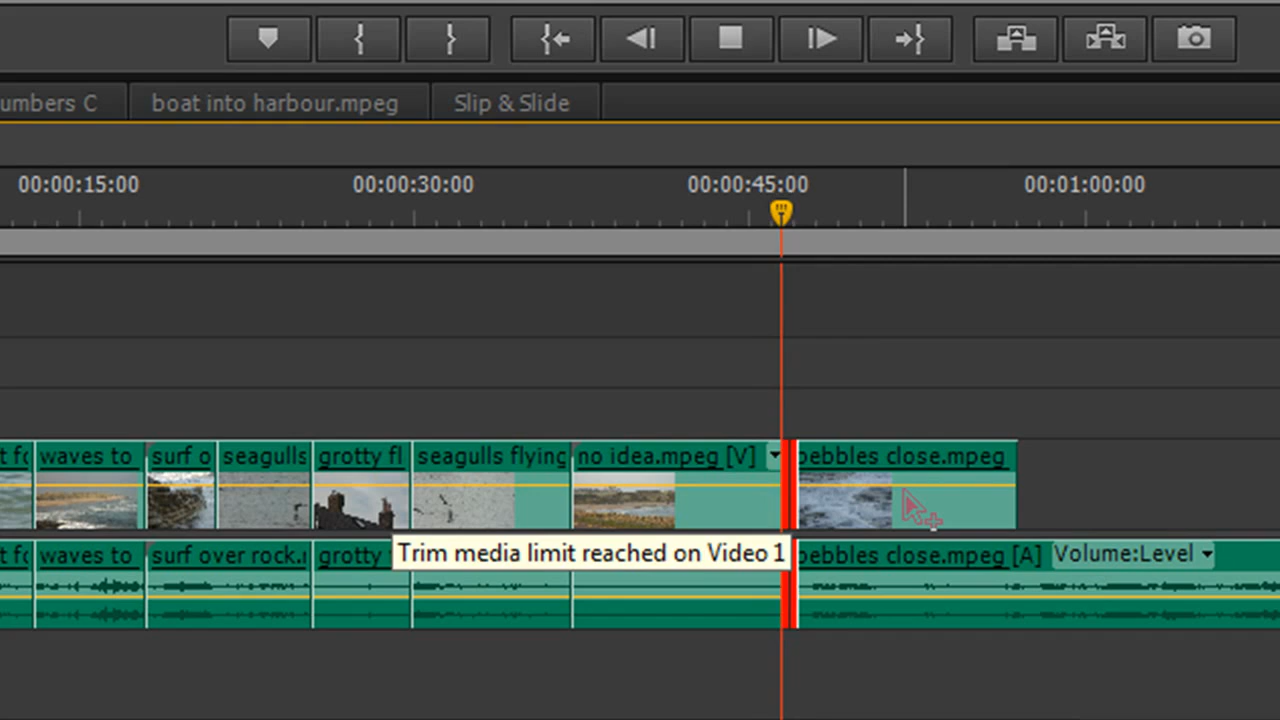 umbers C
boat into harbour.mpeg
Slip & Slide
00:00:15:00
00:00:30:00
00:00:45:00
00:01:00:00
t fo
waves to
surf o
seagulls
grotty fl
seagulls flying
no idea.mpeg [V]
pebbles close.mpeg
Trim media limit reached on Video 1
t fo
waves to
surf over rock.
grotty
pebbles close.mpeg [A]
Volume:Level